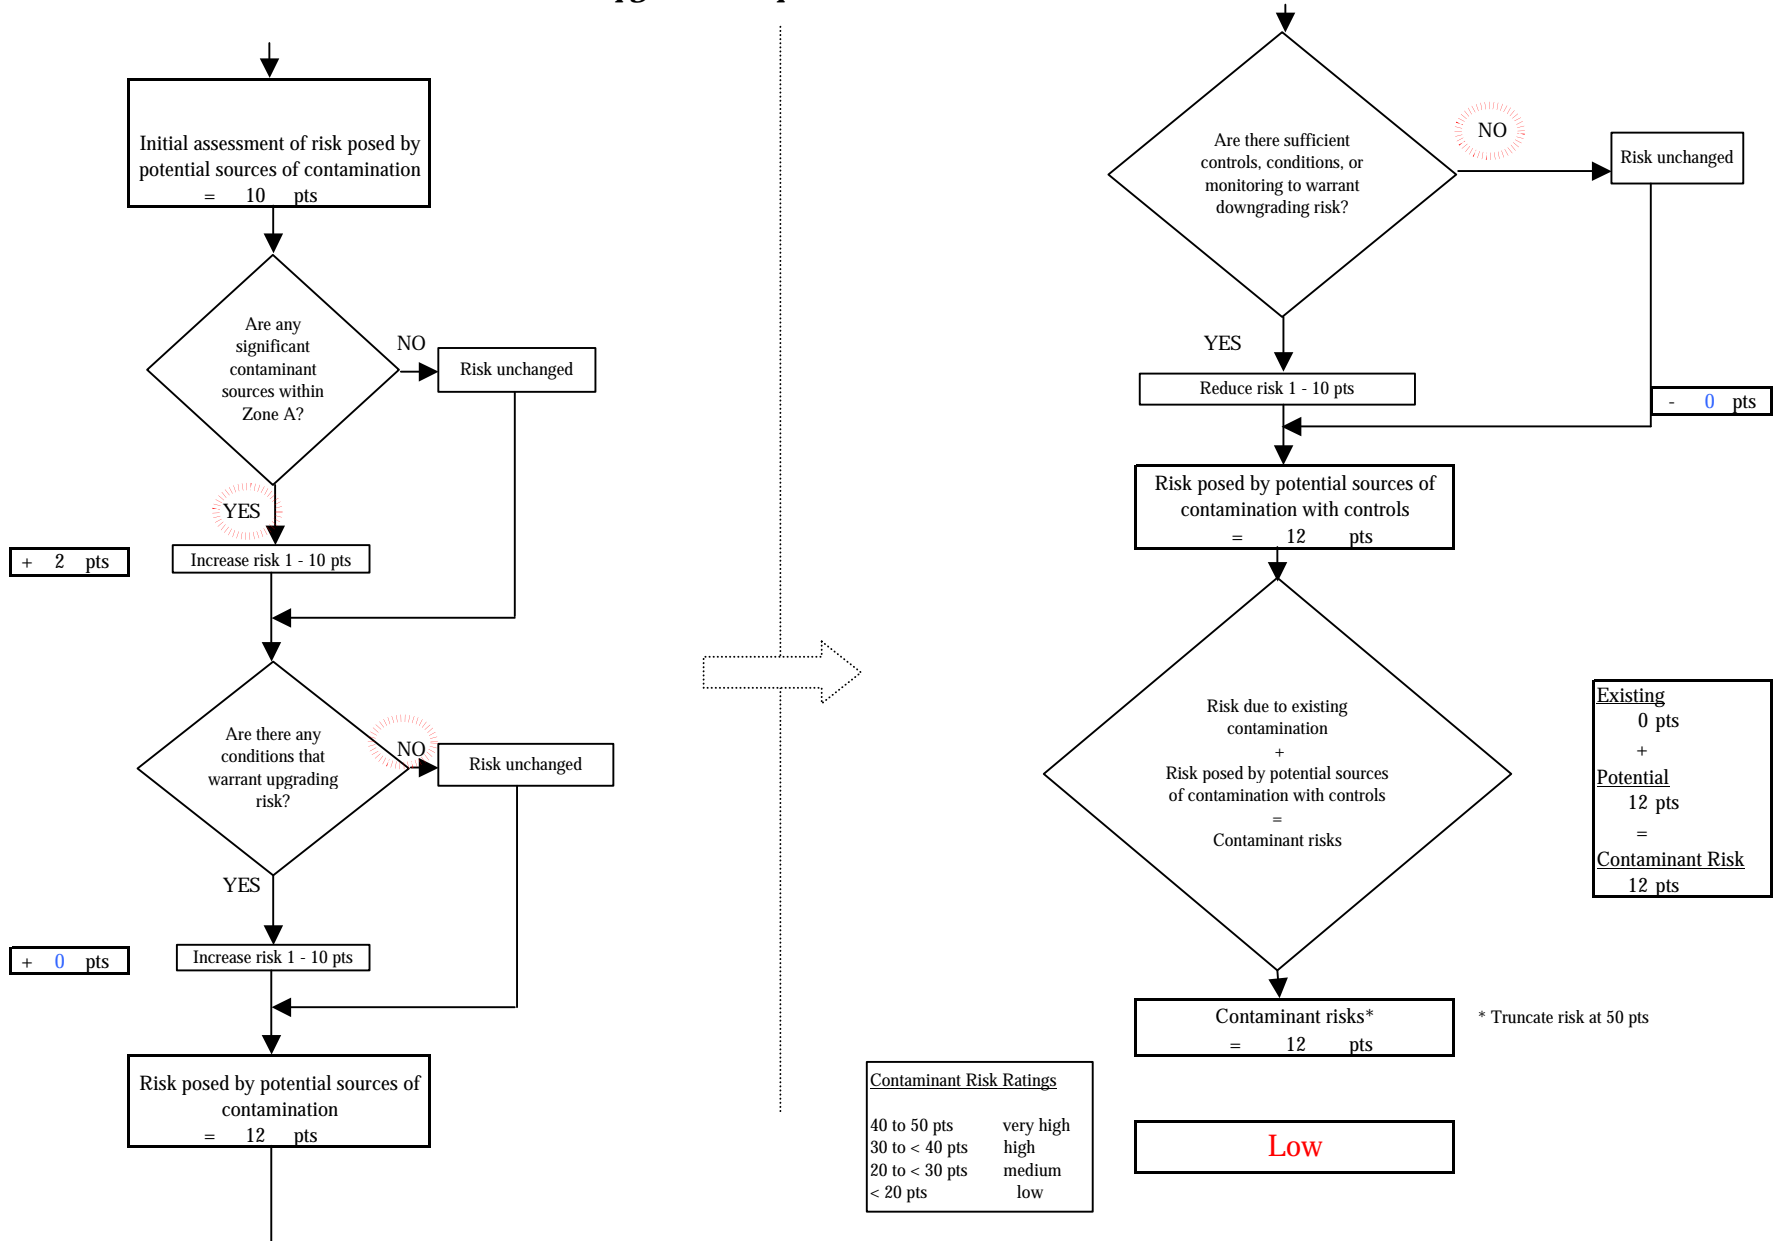 Initial assessment of risk posed by
potential sources of contamination
= 10 pts
Are any
significant
contaminant
sources within
Zone A?
NO
Risk unchanged
YES
+ 2 pts
Increase risk 1 - 10 pts
Are there any
conditions that
warrant upgrading
risk?
NO
Risk unchanged
YES
+ 0 pts
Increase risk 1 - 10 pts
Risk posed by potential sources of
contamination
= 12 pts
Are there sufficient
controls, conditions, or
monitoring to warrant
downgrading risk?
NO
Risk unchanged
YES
Reduce risk 1 - 10 pts
- 0 pts
Risk posed by potential sources of
contamination with controls
= 12 pts
Risk due to existing
contamination
+
Risk posed by potential sources
of contamination with controls
=
Contaminant risks
Existing
0 pts
+
Potential
12 pts
=
Contaminant Risk
12 pts
Contaminant risks*
= 12 pts
* Truncate risk at 50 pts
Contaminant Risk Ratings
40 to 50 pts very high
30 to < 40 pts high
20 to < 30 pts medium
< 20 pts low
Low